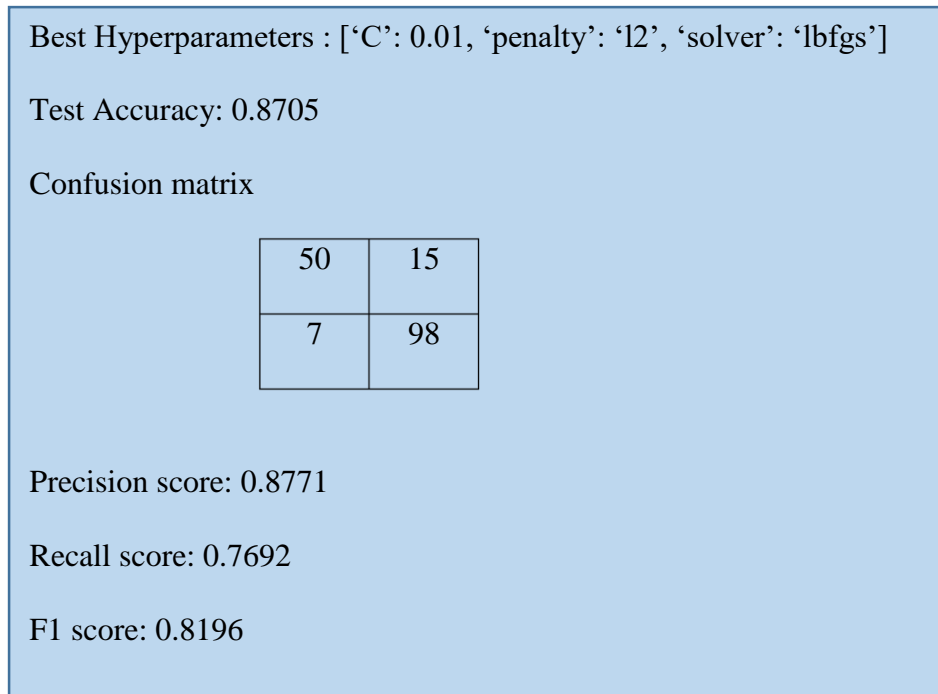 Best Hyperparameters : [‘C’: 0.01, ‘penalty’: ‘l2’, ‘solver’: ‘lbfgs’]
Test Accuracy: 0.8705
Confusion matrix
50 15
7 98
Precision score: 0.8771
Recall score: 0.7692
F1 score: 0.8196